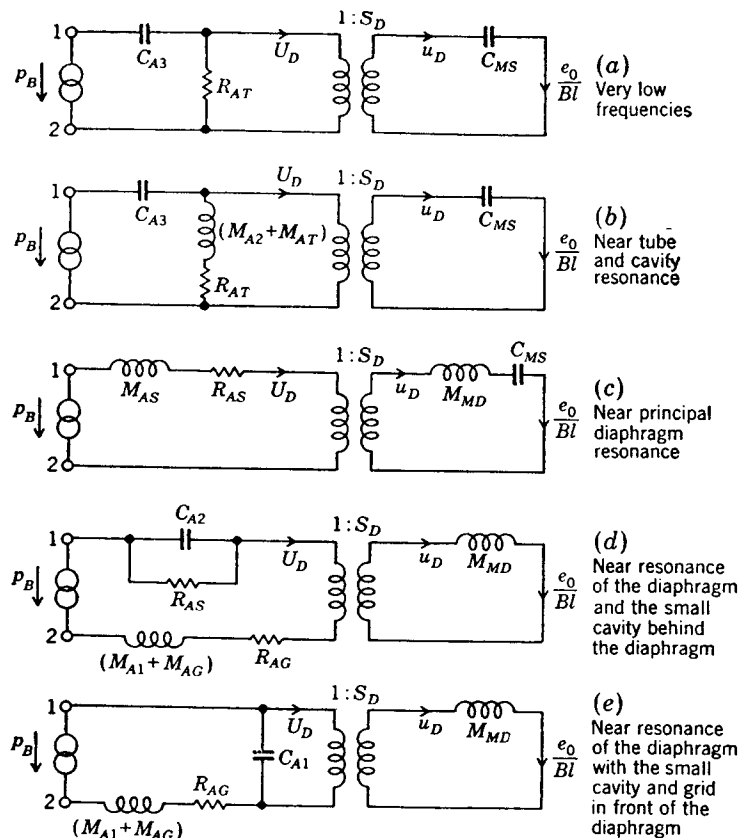 1
C_A3
U_D
1:S_D
u_D
C_MS
p_B
R_AT
e_0
Bl
2
(a)
Very low
frequencies
1
C_A3
U_D
1:S_D
u_D
C_MS
p_B
(M_A2+M_AT)
R_AT
e_0
Bl
2
(b)
Near tube
and cavity
resonance
1
M_AS
R_AS
U_D
1:S_D
u_D
M_MD
C_MS
p_B
e_0
Bl
2
(c)
Near principal
diaphragm
resonance
1
C_A2
U_D
1:S_D
u_D
M_MD
p_B
R_AS
e_0
Bl
2
(M_A1+M_AG)
R_AG
(d)
Near resonance
of the diaphragm
and the small
cavity behind
the diaphragm
1
U_D
1:S_D
u_D
M_MD
p_B
C_A1
R_AG
e_0
Bl
2
(M_A1+M_AG)
(e)
Near resonance
of the diaphragm
with the small
cavity and grid
in front of the
diaphragm